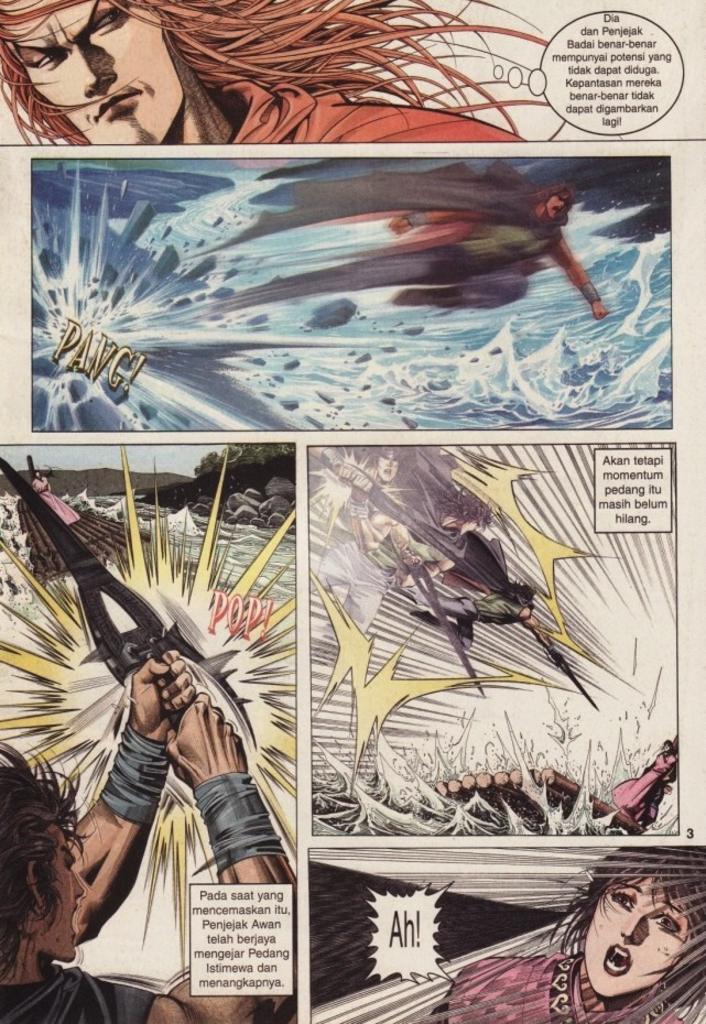 Dia
dan Penjejak
Badai benar-benar
mempunyai potensi yang
tidak dapat diduga.
Kepantasan mereka
benar-benar tidak
dapat digambarkan
lagi!
PANG!
POP!
Pada saat yang
mencemaskan itu,
Penjejak Awan
telah berjaya
mengejar Pedang
Istimewa dan
menangkapnya.
Akan tetapi
momentum
pedang itu
masih belum
hilang.
3
Ah!